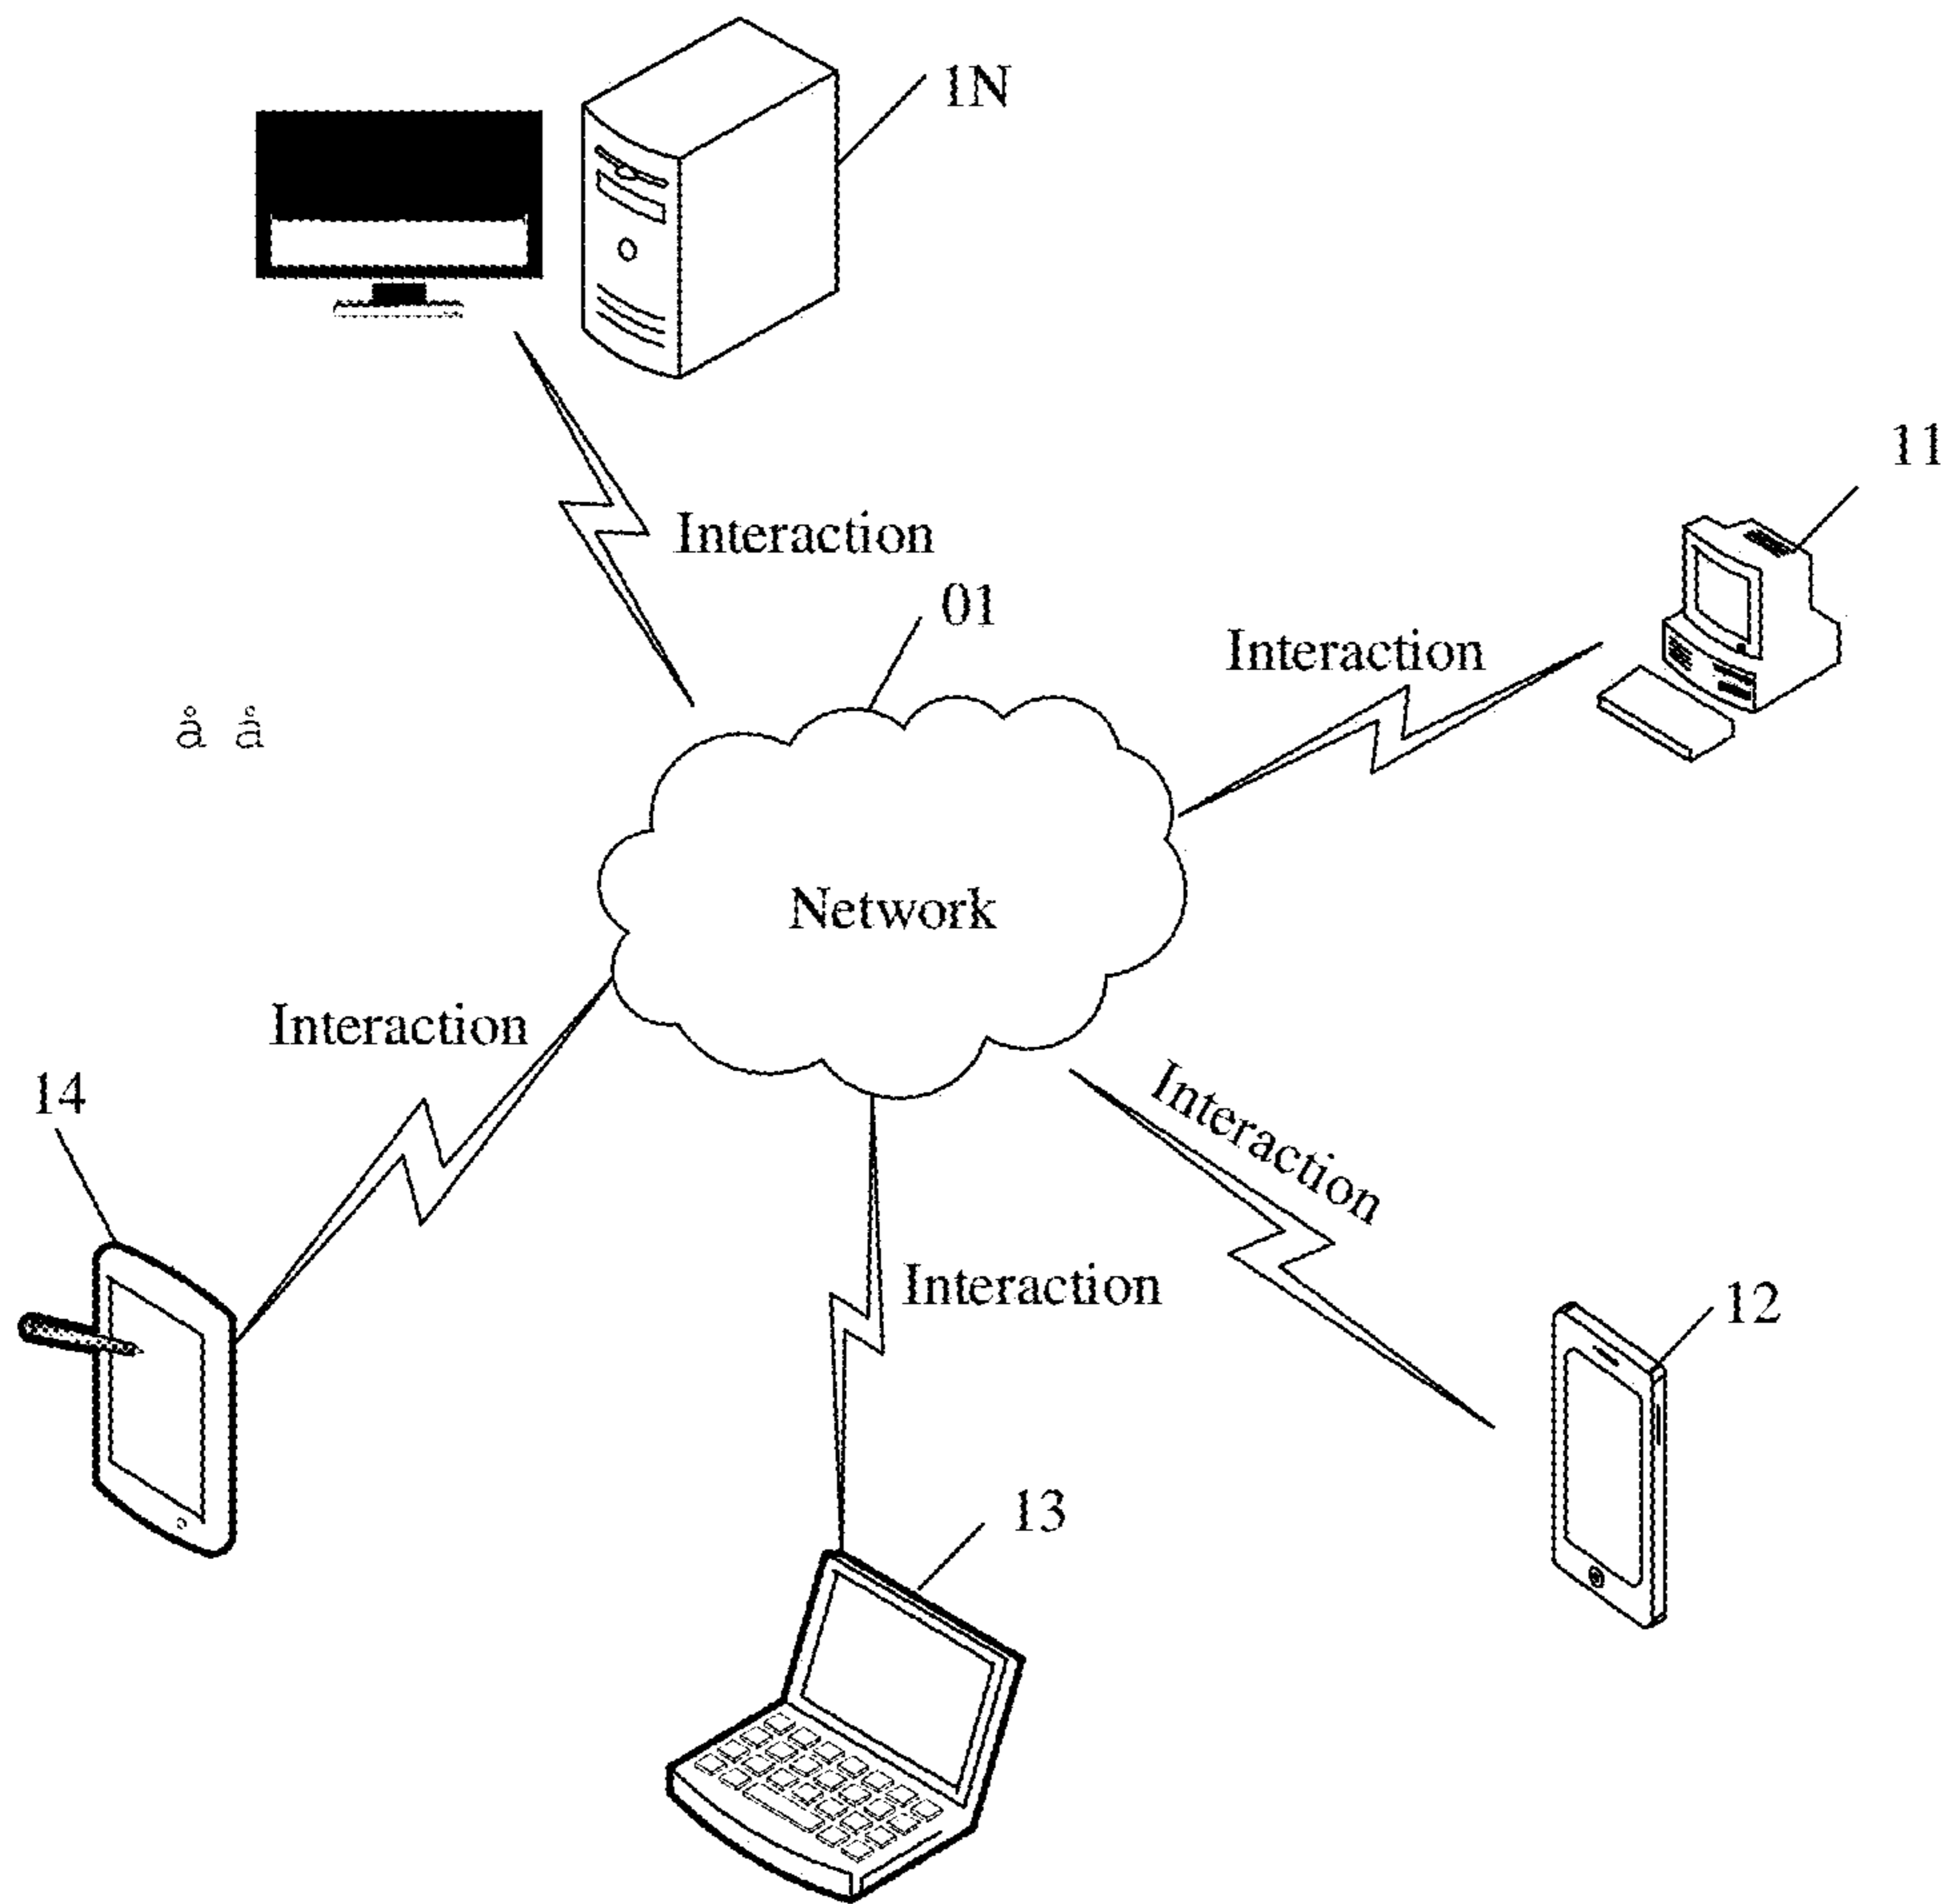 1N
11
Interaction
01
Interaction
å å
Network
Interaction
14
Interaction
Interaction
12
13